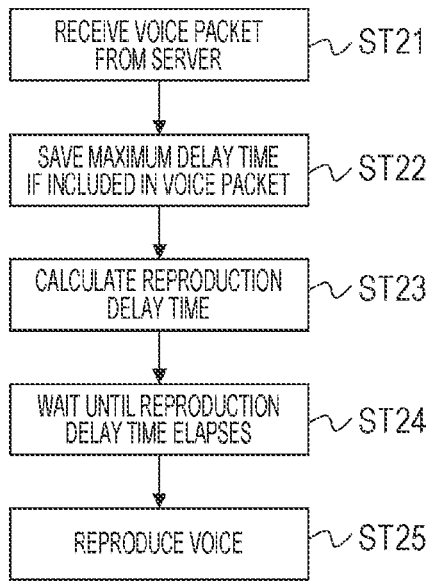 RECEIVE VOICE PACKET
FROM SERVER
ST21
SAVE MAXIMUM DELAY TIME
IF INCLUDED IN VOICE PACKET
ST22
CALCULATE REPRODUCTION
DELAY TIME
ST23
WAIT UNTIL REPRODUCTION
DELAY TIME ELAPSES
ST24
REPRODUCE VOICE
ST25